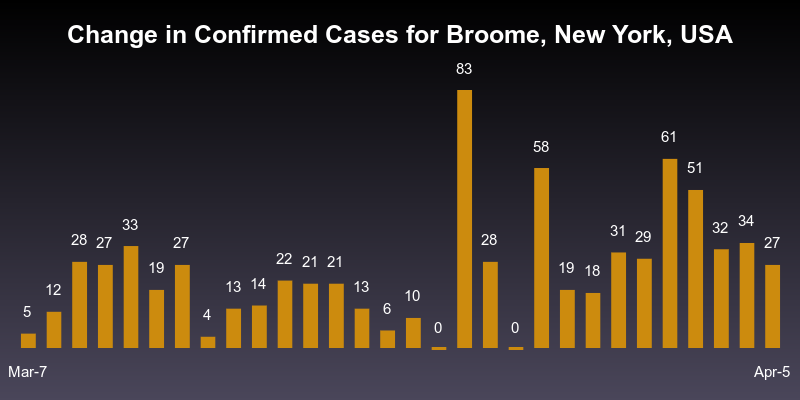 Change in Confirmed Cases for Broome, New York, USA
5 12 28 27 33 19 27 4 13 14 22 21 21 13 6 10 0 83 28 0 58 19 18 31 29 61 51 32 34 27
Mar-7 Apr-5